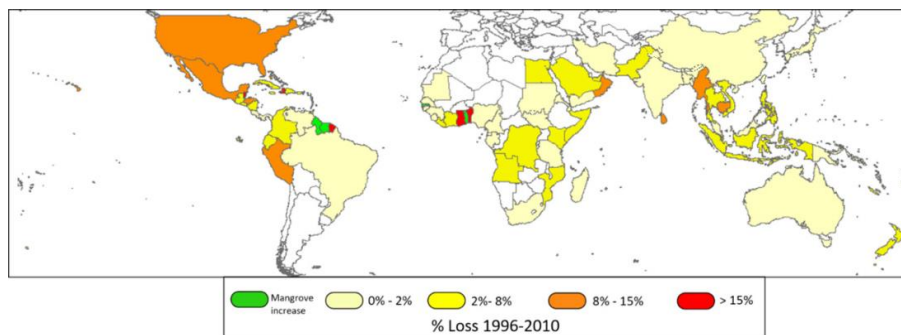 Mangrove
increase
0% - 2%
2%- 8%
8% - 15%
> 15%
% Loss 1996-2010